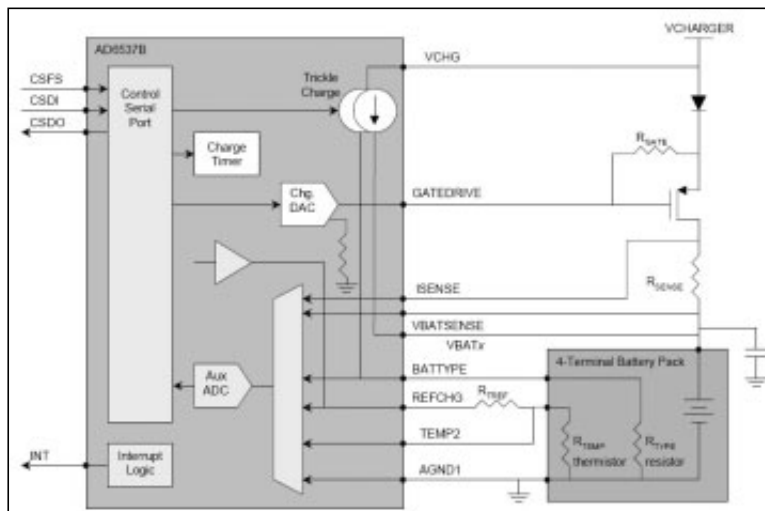 VCHARGER
AD6537B
VCHG
Trickle
Charge
CSFS
CSDI
CSDO
Control
Serial
Port
Charge
Timer
RGATE
Chg.
DAC
GATEDRIVE
ISENSE
RSENSE
VBATSENSE
VBATx
4-Terminal Battery Pack
BATTYPE
Aux
ADC
REFCHG
TEMP2
RTEMP
thermistor
RTYPE
resistor
INT
Interrupt
Logic
AGND1